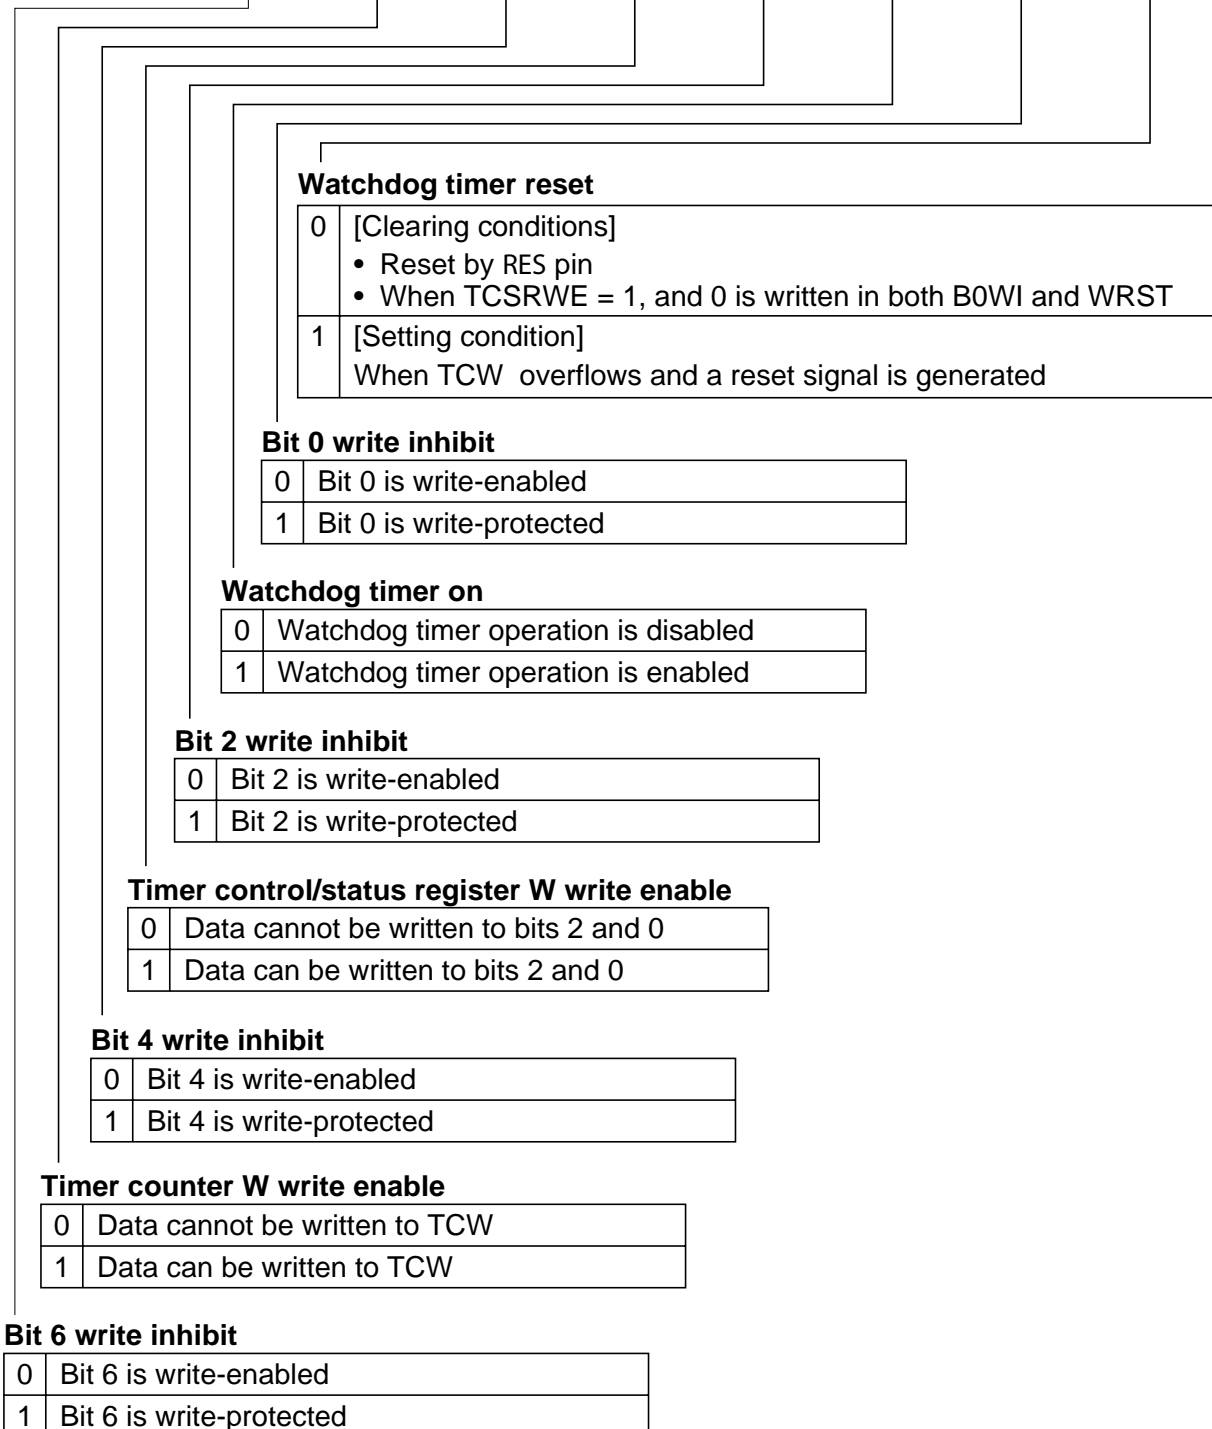 Watchdog timer reset
0 [Clearing conditions]
• Reset by RES pin
• When TCSRWE = 1, and 0 is written in both B0WI and WRST
1 [Setting condition]
When TCW overflows and a reset signal is generated
Bit 0 write inhibit
0 Bit 0 is write-enabled
1 Bit 0 is write-protected
Watchdog timer on
0 Watchdog timer operation is disabled
1 Watchdog timer operation is enabled
Bit 2 write inhibit
0 Bit 2 is write-enabled
1 Bit 2 is write-protected
Timer control/status register W write enable
0 Data cannot be written to bits 2 and 0
1 Data can be written to bits 2 and 0
Bit 4 write inhibit
0 Bit 4 is write-enabled
1 Bit 4 is write-protected
Timer counter W write enable
0 Data cannot be written to TCW
1 Data can be written to TCW
Bit 6 write inhibit
0 Bit 6 is write-enabled
1 Bit 6 is write-protected